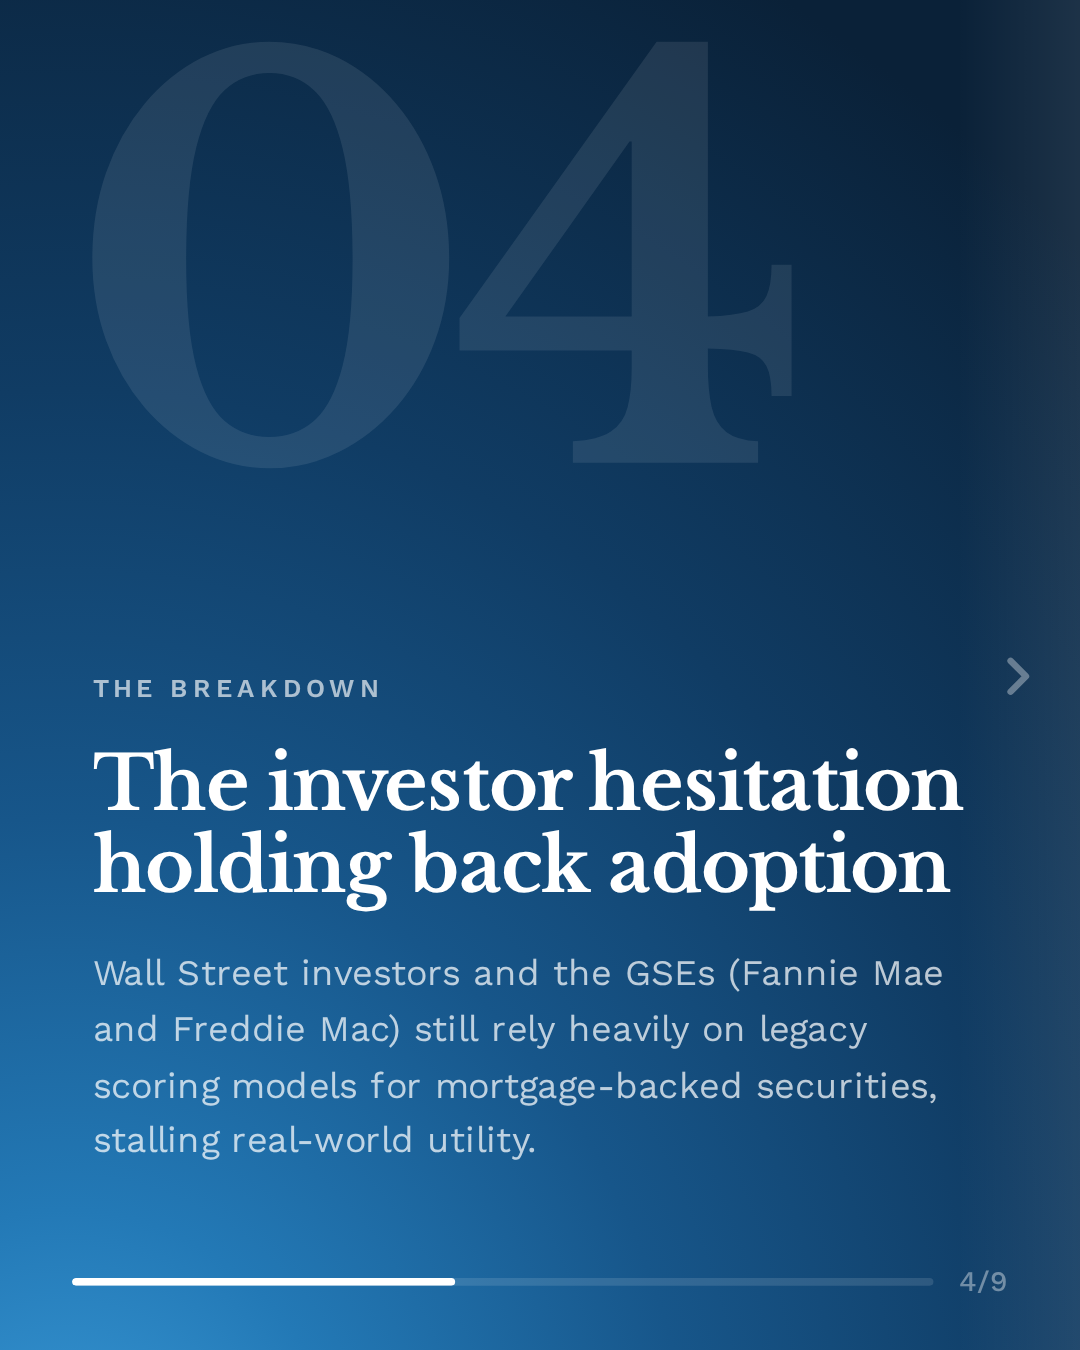 04
THE BREAKDOWN
The investor hesitation
holding back adoption
Wall Street investors and the GSEs (Fannie Mae
and Freddie Mac) still rely heavily on legacy
scoring models for mortgage-backed securities,
stalling real-world utility.
4/9